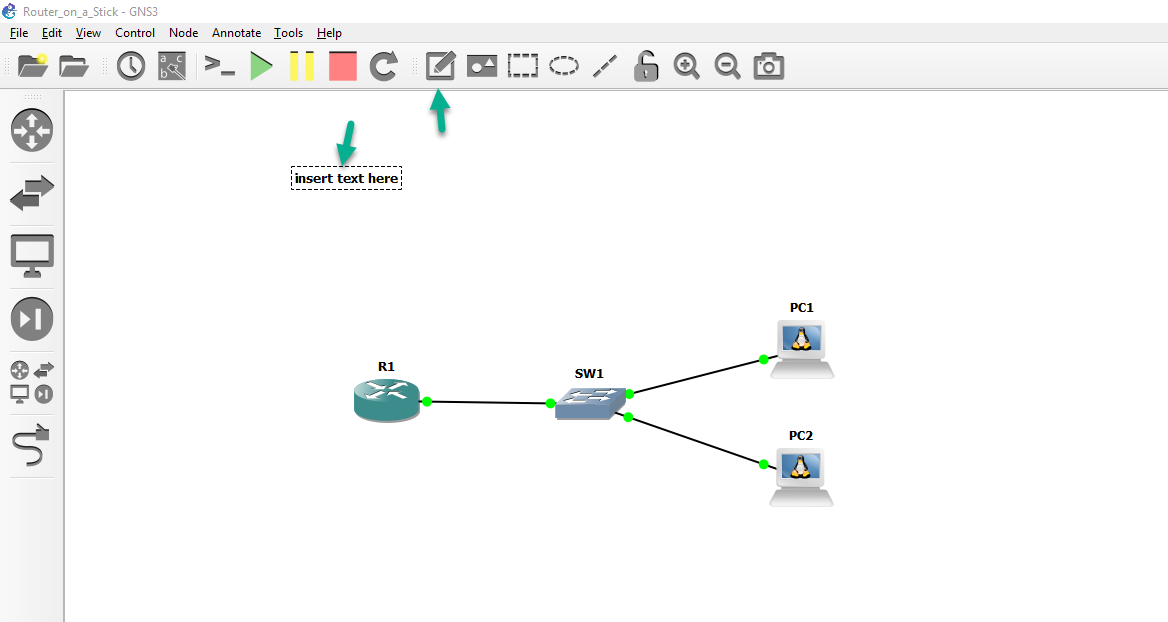 Router_on_a_Stick - GNS3
File Edit View Control Node Annotate Tools Help
a c
b
insert text here
PC1
R1
SW1
PC2